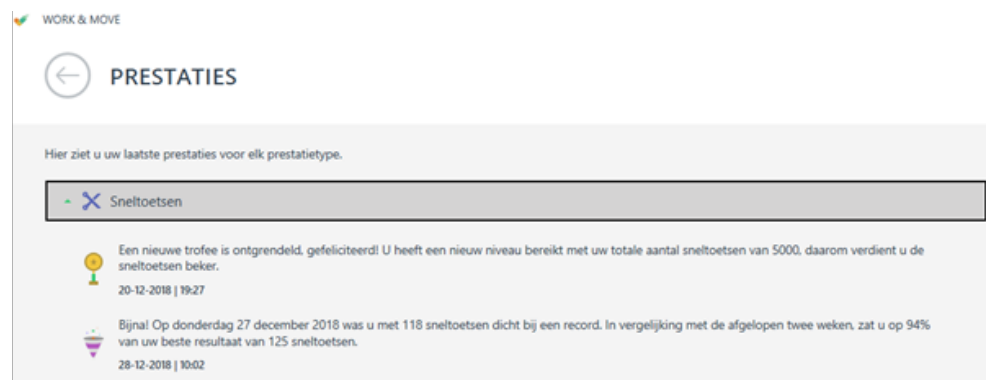 WORK & MOVE
PRESTATIES
Hier ziet u uw laatste prestaties voor elk prestatietype.
Sneltoetsen
Een nieuwe trofee is ontgrendeld, gefeliciteerd! U heeft een nieuw niveau bereikt met uw totale aantal sneltoetsen van 5000, daarom verdient u de
sneltoetsen beker.
20-12-2018 | 19:27
Bijna! Op donderdag 27 december 2018 was u met 118 sneltoetsen dicht bij een record. In vergelijking met de afgelopen twee weken, zat u op 94%
van uw beste resultaat van 125 sneltoetsen.
28-12-2018 | 10:02